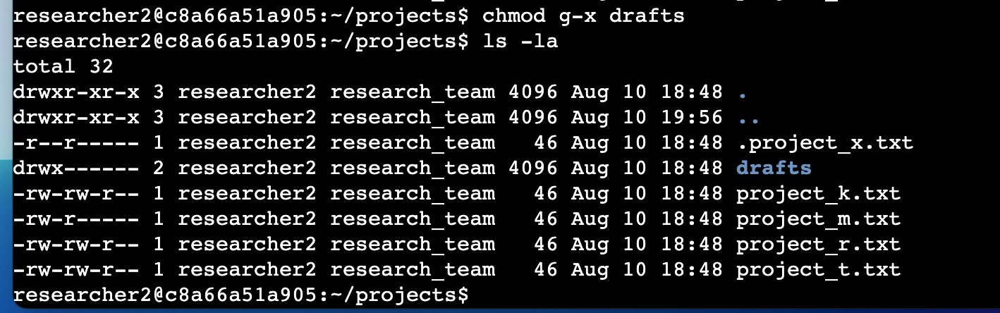 researcher2@c8a66a51a905:~/projects$ chmod g-x drafts
researcher2@c8a66a51a905:~/projects$ ls -la
total 32
drwxr-xr-x 3 researcher2 research_team 4096 Aug 10 18:48 .
drwxr-xr-x 3 researcher2 research_team 4096 Aug 10 19:56 ..
-r--r----- 1 researcher2 research_team   46 Aug 10 18:48 .project_x.txt
drwx------ 2 researcher2 research_team 4096 Aug 10 18:48 drafts
-rw-rw-r-- 1 researcher2 research_team   46 Aug 10 18:48 project_k.txt
-rw-r----- 1 researcher2 research_team   46 Aug 10 18:48 project_m.txt
-rw-rw-r-- 1 researcher2 research_team   46 Aug 10 18:48 project_r.txt
-rw-rw-r-- 1 researcher2 research_team   46 Aug 10 18:48 project_t.txt
researcher2@c8a66a51a905:~/projects$